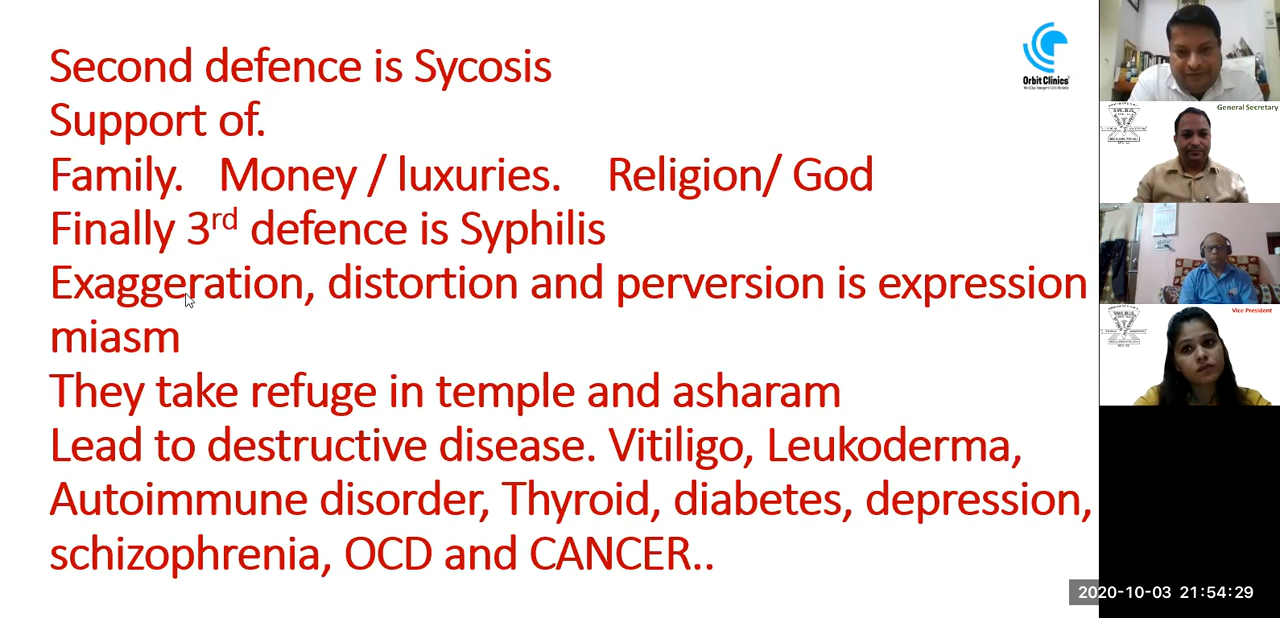 Second defence is Sycosis
Support of.
Family. Money / luxuries. Religion/ God
Finally 3rd defence is Syphilis
Exaggeration, distortion and perversion is expression
miasm
They take refuge in temple and asharam
Lead to destructive disease. Vitiligo, Leukoderma,
Autoimmune disorder, Thyroid, diabetes, depression,
schizophrenia, OCD and CANCER..
Orbit Clinics
General Secretary
Vice President
2020-10-03 21:54:29